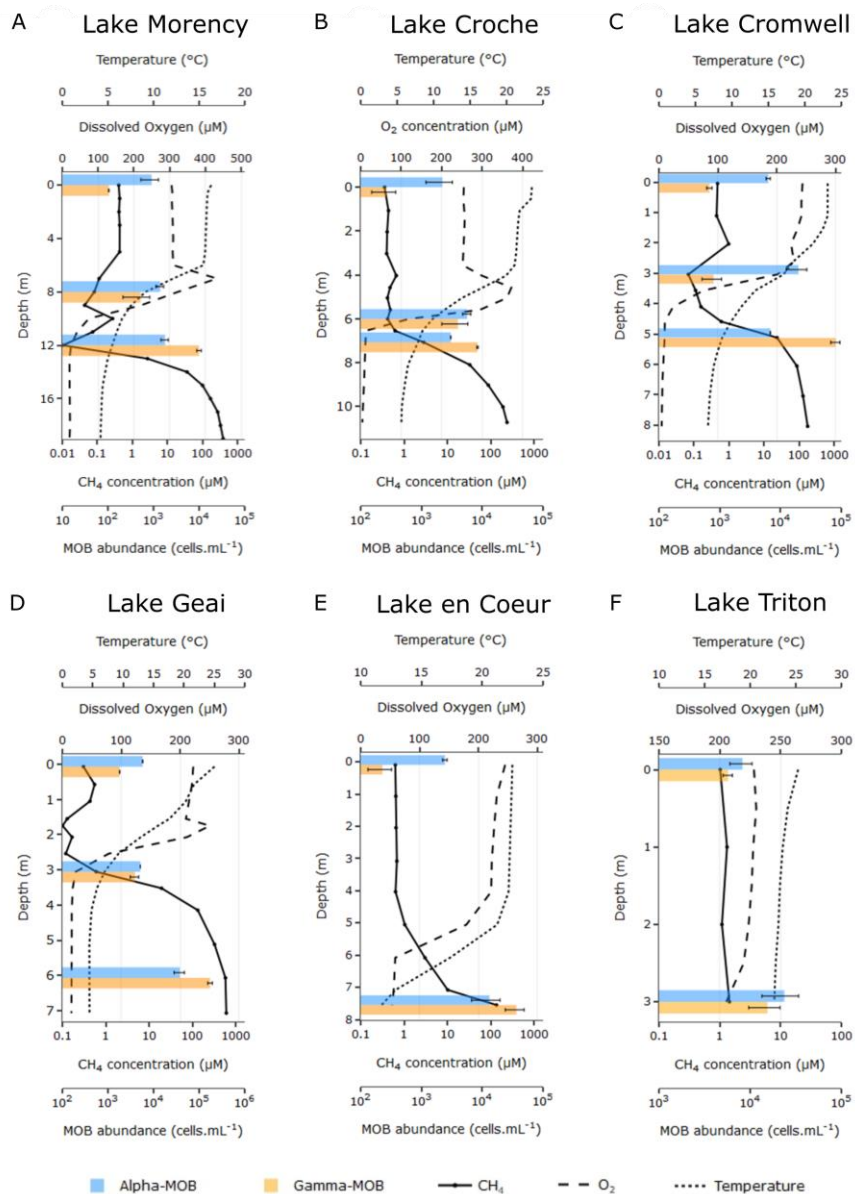 A Lake Morency
Temperature (°C)
0 5 10 15 20
Dissolved Oxygen (µM)
0 100 200 300 400 500
Depth (m)
0
4
8
12
16
0.01 0.1 1 10 100 1000
CH₄ concentration (µM)
10 10² 10³ 10⁴ 10⁵
MOB abundance (cells.mL⁻¹)
B Lake Croche
Temperature (°C)
0 5 10 15 20 25
O₂ concentration (µM)
0 100 200 300 400
Depth (m)
0
2
4
6
8
10
0.1 1 10 100 1000
CH₄ concentration (µM)
10² 10³ 10⁴ 10⁵
MOB abundance (cells.mL⁻¹)
C Lake Cromwell
Temperature (°C)
0 5 10 15 20 25
Dissolved Oxygen (µM)
0 100 200 300
Depth (m)
0
1
2
3
4
5
6
7
8
0.01 0.1 1 10 100 1000
CH₄ concentration (µM)
10² 10³ 10⁴ 10⁵
MOB abundance (cells.mL⁻¹)
D Lake Geai
Temperature (°C)
0 5 10 15 20 25 30
Dissolved Oxygen (µM)
0 100 200 300
Depth (m)
0
1
2
3
4
5
6
7
0.1 1 10 100 1000
CH₄ concentration (µM)
10² 10³ 10⁴ 10⁵ 10⁶
MOB abundance (cells.mL⁻¹)
E Lake en Coeur
Temperature (°C)
10 15 20 25
Dissolved Oxygen (µM)
0 100 200 300
Depth (m)
0
1
2
3
4
5
6
7
8
0.1 1 10 100 1000
CH₄ concentration (µM)
10² 10³ 10⁴ 10⁵
MOB abundance (cells.mL⁻¹)
F Lake Triton
Temperature (°C)
10 15 20 25 30
Dissolved Oxygen (µM)
150 200 250 300
Depth (m)
0
1
2
3
0.1 1 10 100
CH₄ concentration (µM)
10³ 10⁴ 10⁵
MOB abundance (cells.mL⁻¹)
Alpha-MOB Gamma-MOB CH₄ O₂ Temperature